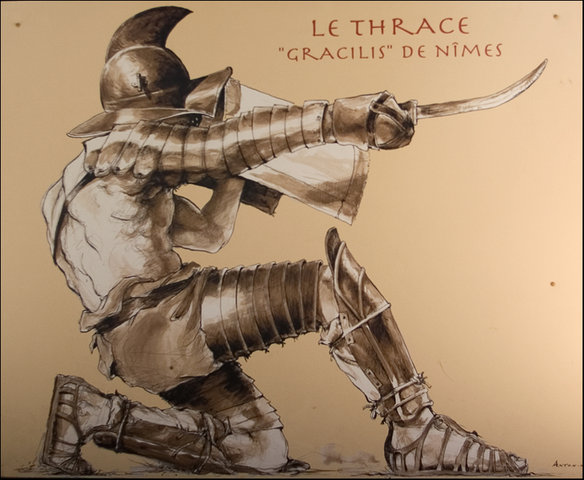 LE THRACE
"GRACILIS" DE NÎMES